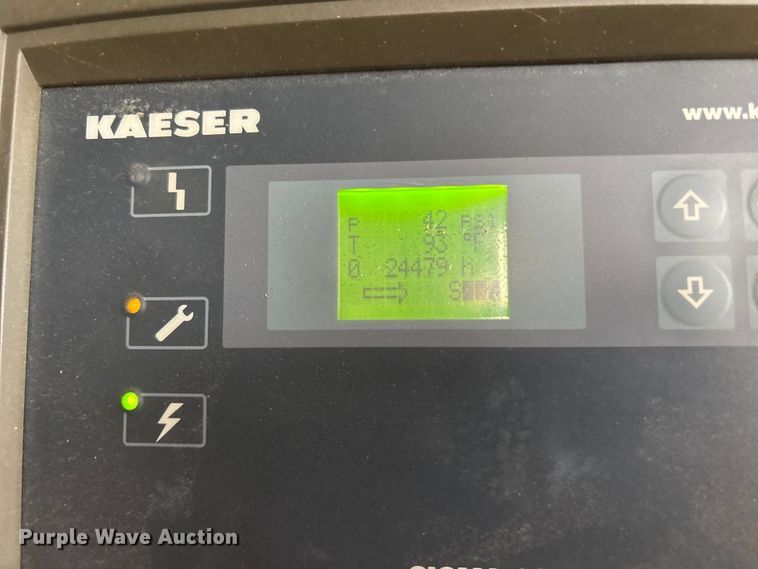 KAESER
www.k
p 42 psi
T 93 °F
0 24479 h
Purple Wave Auction